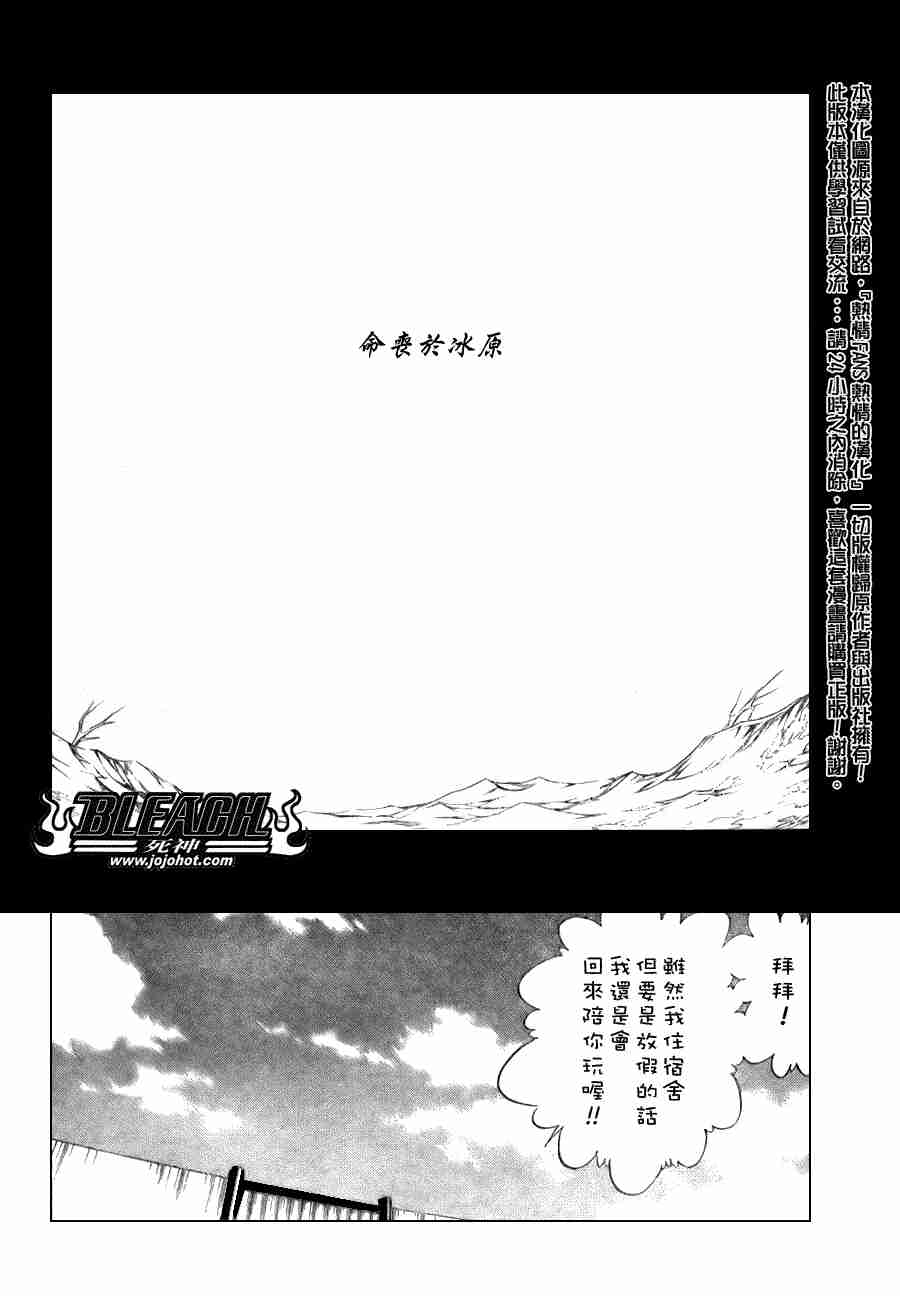 本漢化圖源來自於網路，『熱情FANS熱情的漢化』一切版權歸原作者與出版社擁有！
此版本僅供學習試看交流…請24小時之內消除，喜歡這套漫畫請購買正版！謝謝。
命喪於冰原
BLEACH
死神
www.jojohot.com
拜
拜！
雖然我住宿舍
但要是放假的話
我還是會
回來陪你玩喔！！